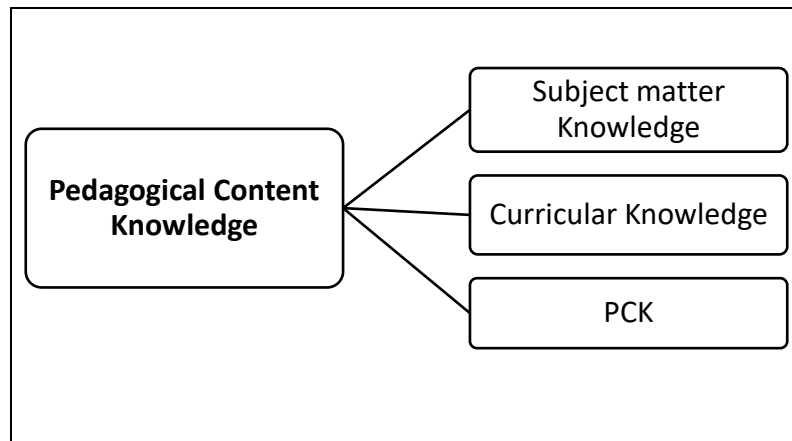 Pedagogical Content
Knowledge
Subject matter
Knowledge
Curricular Knowledge
PCK